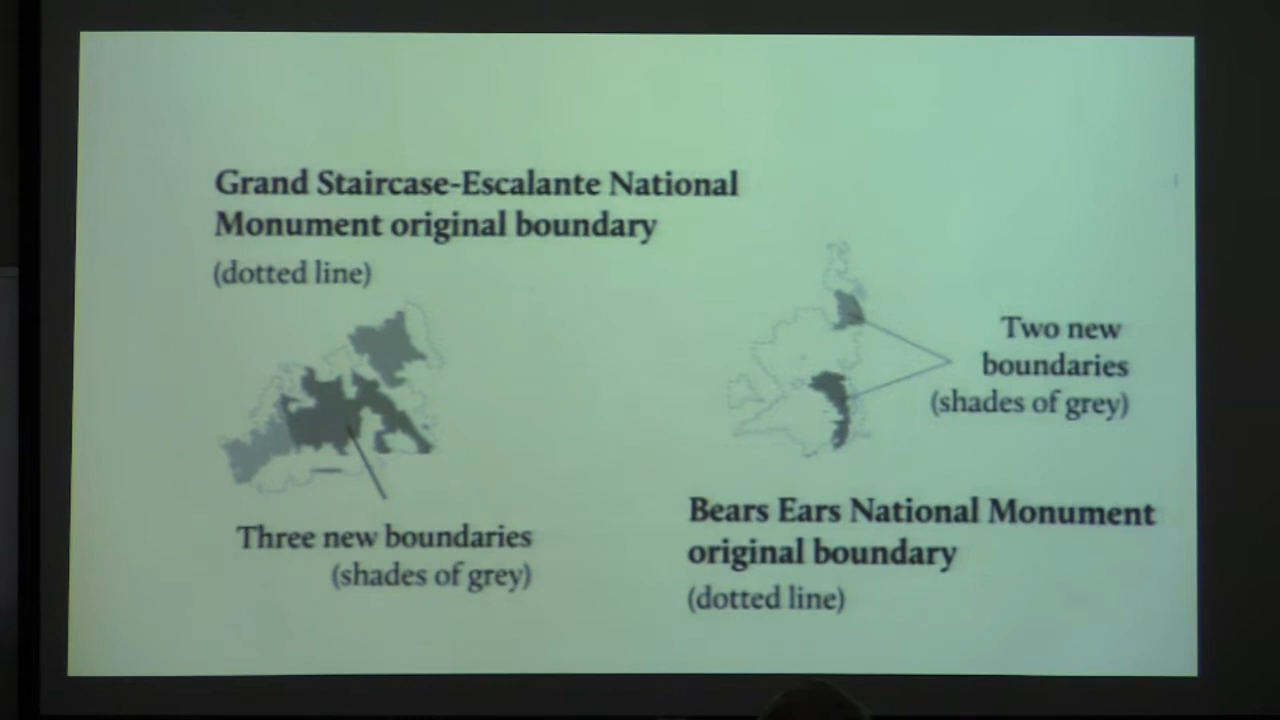 Grand Staircase-Escalante National
Monument original boundary
(dotted line)
Three new boundaries
(shades of grey)
Two new
boundaries
(shades of grey)
Bears Ears National Monument
original boundary
(dotted line)